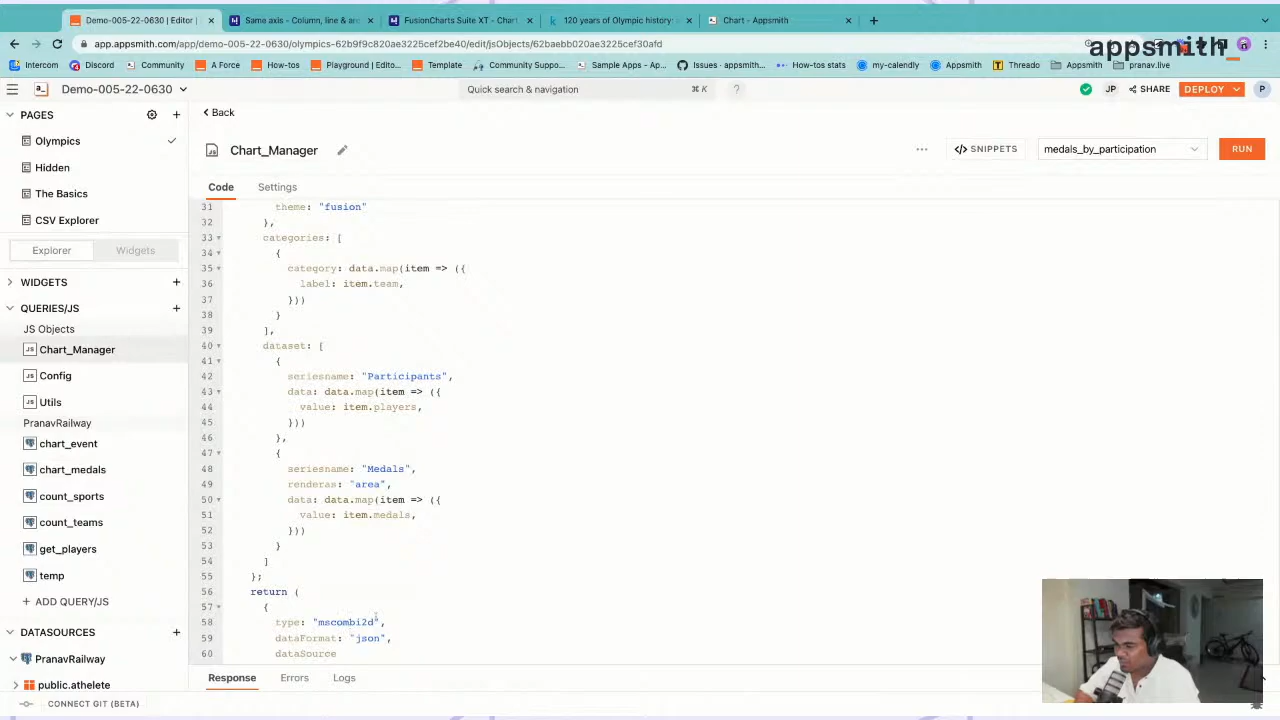 Demo-005-22-0630 | Editor |
Same axis - Column, line & are
FusionCharts Suite XT - Chart
120 years of Olympic history:
Chart - Appsmith
app.appsmith.com/app/demo-005-22-0630/olympics-62b9f9c820ae3225cef2be40/edit/jsObjects/62baebb020ae3225cef30afd
appsmith_
Intercom
Discord
Community
A Force
How-tos
Playground | Edito...
Template
Community Suppo...
Sample Apps - Ap...
Issues · appsmith...
How-tos stats
my-calendly
Appsmith
Threado
Appsmith
pranav.live
Demo-005-22-0630
Quick search & navigation
⌘ K
?
JP
SHARE
DEPLOY
P
PAGES
Olympics
Hidden
The Basics
CSV Explorer
Explorer
Widgets
WIDGETS
QUERIES/JS
JS Objects
JS Chart_Manager
JS Config
JS Utils
PranavRailway
chart_event
chart_medals
count_sports
count_teams
get_players
temp
+ ADD QUERY/JS
DATASOURCES
PranavRailway
public.athelete
CONNECT GIT (BETA)
< Back
JS Chart_Manager
</> SNIPPETS
medals_by_participation
RUN
Code
Settings
31 theme: "fusion"
32 },
33 categories: [
34 {
35 category: data.map(item => ({
36 label: item.team,
37 }))
38 }
39 ],
40 dataset: [
41 {
42 seriesname: "Participants",
43 data: data.map(item => ({
44 value: item.players,
45 }))
46 },
47 {
48 seriesname: "Medals",
49 renderas: "area",
50 data: data.map(item => ({
51 value: item.medals,
52 }))
53 }
54 ]
55 };
56 return (
57 {
58 type: "mscombi2d",
59 dataFormat: "json",
60 dataSource
Response
Errors
Logs